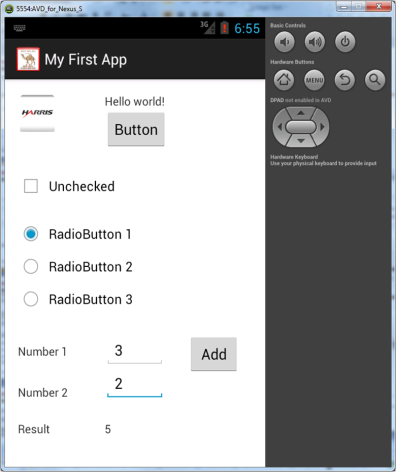 5554:AVD_for_Nexus_S
3G 6:55
My First App
HARRIS
Hello world!
Button
Unchecked
RadioButton 1
RadioButton 2
RadioButton 3
Number 1 3 Add
Number 2 2
Result 5
Basic Controls
Hardware Buttons
MENU
DPAD not enabled in AVD
Hardware Keyboard
Use your physical keyboard to provide input